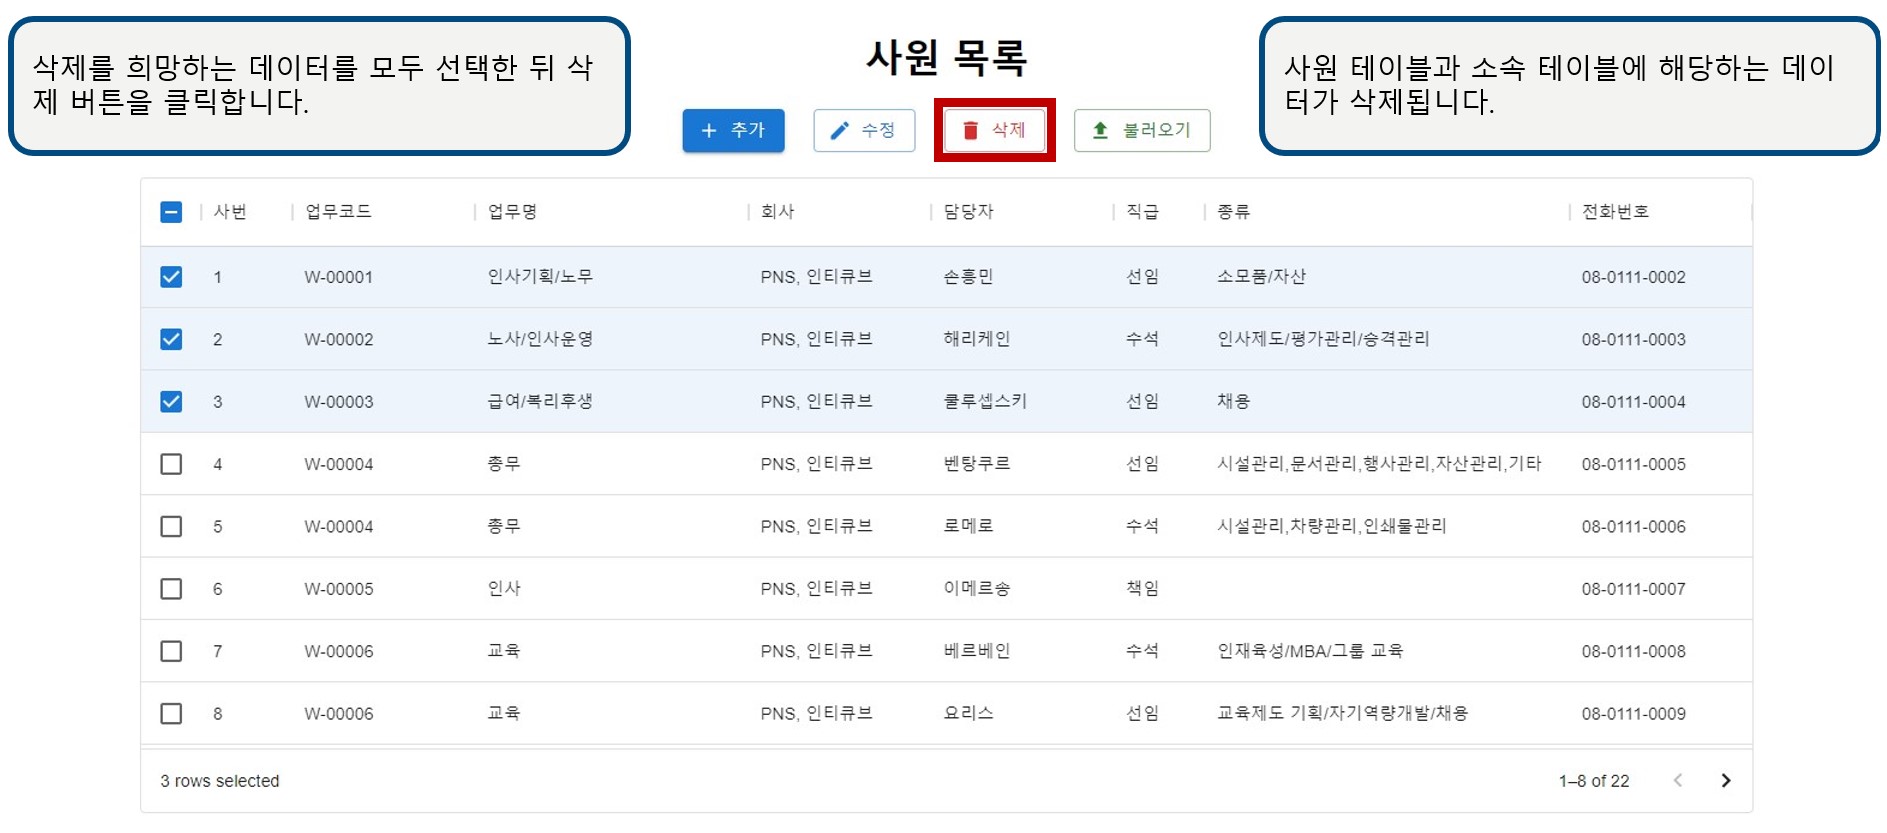 삭제를 희망하는 데이터를 모두 선택한 뒤 삭
제 버튼을 클릭합니다.
사원 목록
사원 테이블과 소속 테이블에 해당하는 데이
터가 삭제됩니다.
추가 수정 삭제 불러오기
사번 업무코드 업무명 회사 담당자 직급 종류 전화번호
1 W-00001 인사기획/노무 PNS, 인티큐브 손흥민 선임 소모품/자산 08-0111-0002
2 W-00002 노사/인사운영 PNS, 인티큐브 해리케인 수석 인사제도/평가관리/승격관리 08-0111-0003
3 W-00003 급여/복리후생 PNS, 인티큐브 쿨루셉스키 선임 채용 08-0111-0004
4 W-00004 총무 PNS, 인티큐브 벤탕쿠르 선임 시설관리,문서관리,행사관리,자산관리,기타 08-0111-0005
5 W-00004 총무 PNS, 인티큐브 로메로 수석 시설관리,차량관리,인쇄물관리 08-0111-0006
6 W-00005 인사 PNS, 인티큐브 이메르송 책임 08-0111-0007
7 W-00006 교육 PNS, 인티큐브 베르베인 수석 인재육성/MBA/그룹 교육 08-0111-0008
8 W-00006 교육 PNS, 인티큐브 요리스 선임 교육제도 기획/자기역량개발/채용 08-0111-0009
3 rows selected 1–8 of 22